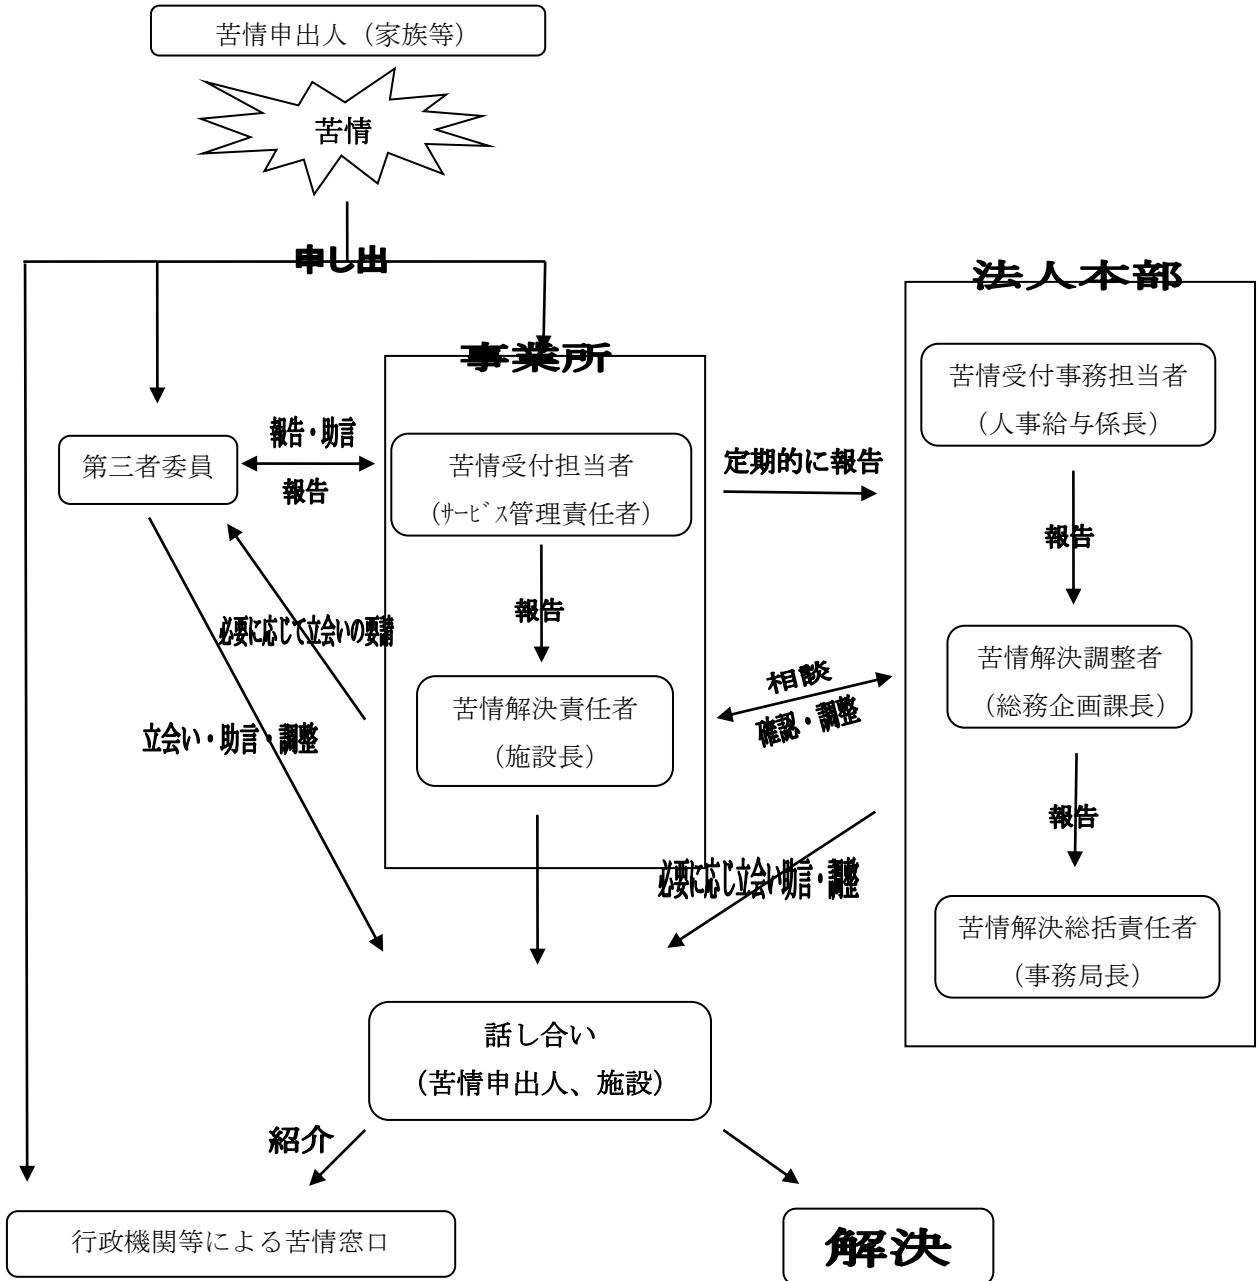 苦情申出人（家族等）
苦情
申し出
法人本部
事業所
苦情受付事務担当者
（人事給与係長）
報告・助言
第三者委員
報告
苦情受付担当者
（ｻｰﾋﾞｽ管理責任者）
定期的に報告
報告
報告
必要に応じて立会いの要請
苦情解決調整者
（総務企画課長）
相談
確認・調整
苦情解決責任者
（施設長）
立会い・助言・調整
報告
必要に応じ立会い助言・調整
苦情解決総括責任者
（事務局長）
話し合い
（苦情申出人、施設）
紹介
行政機関等による苦情窓口
解決